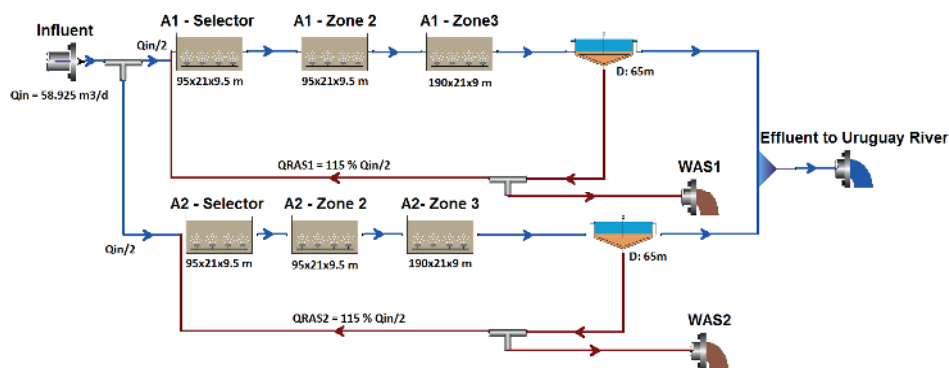 Influent
Qin = 58.925 m3/d
Qin/2
A1 - Selector
95x21x9.5 m
A1 - Zone 2
95x21x9.5 m
A1 - Zone3
190x21x9 m
D: 65m
QRAS1 = 115 % Qin/2
WAS1
Effluent to Uruguay River
Qin/2
A2 - Selector
95x21x9.5 m
A2 - Zone 2
95x21x9.5 m
A2- Zone 3
190x21x9 m
D: 65m
QRAS2 = 115 % Qin/2
WAS2